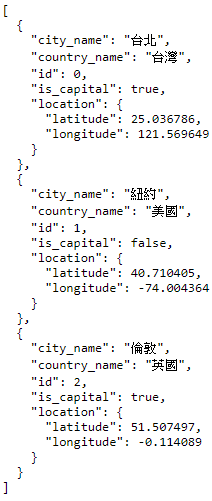 [
  {
    "city_name": "台北",
    "country_name": "台灣",
    "id": 0,
    "is_capital": true,
    "location": {
      "latitude": 25.036786,
      "longitude": 121.569649
    }
  },
  {
    "city_name": "紐約",
    "country_name": "美國",
    "id": 1,
    "is_capital": false,
    "location": {
      "latitude": 40.710405,
      "longitude": -74.004364
    }
  },
  {
    "city_name": "倫敦",
    "country_name": "英國",
    "id": 2,
    "is_capital": true,
    "location": {
      "latitude": 51.507497,
      "longitude": -0.114089
    }
  }
]